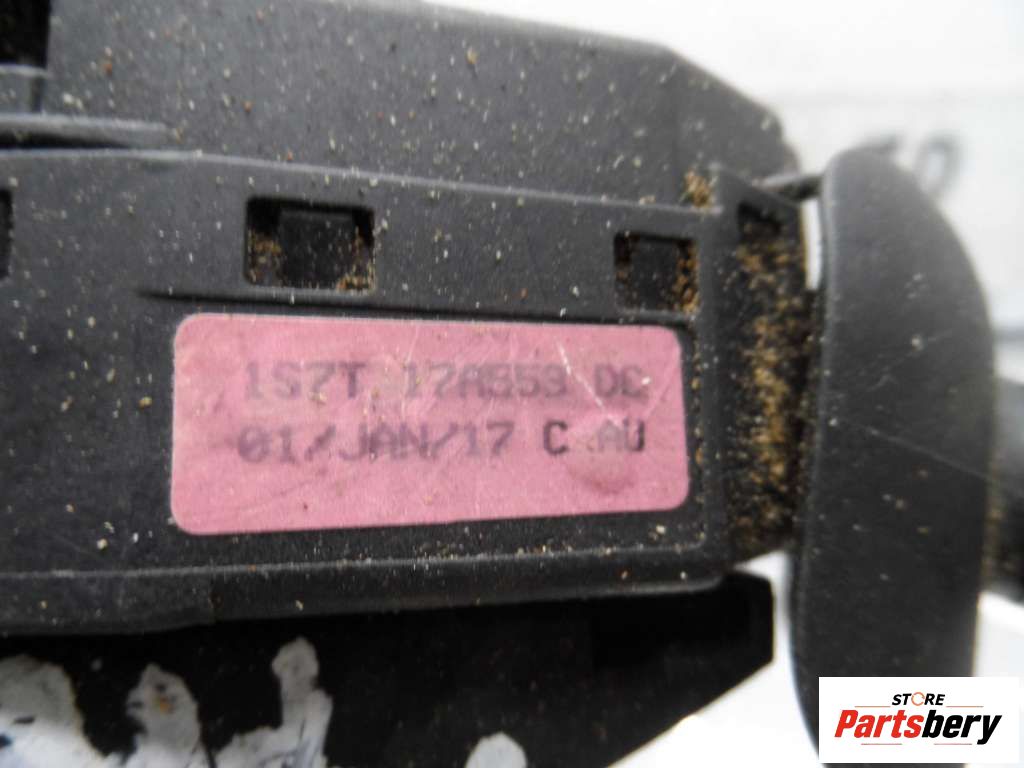 1S7T 17A553 DC
01/JAN/17 C AU
STORE
Partsbery